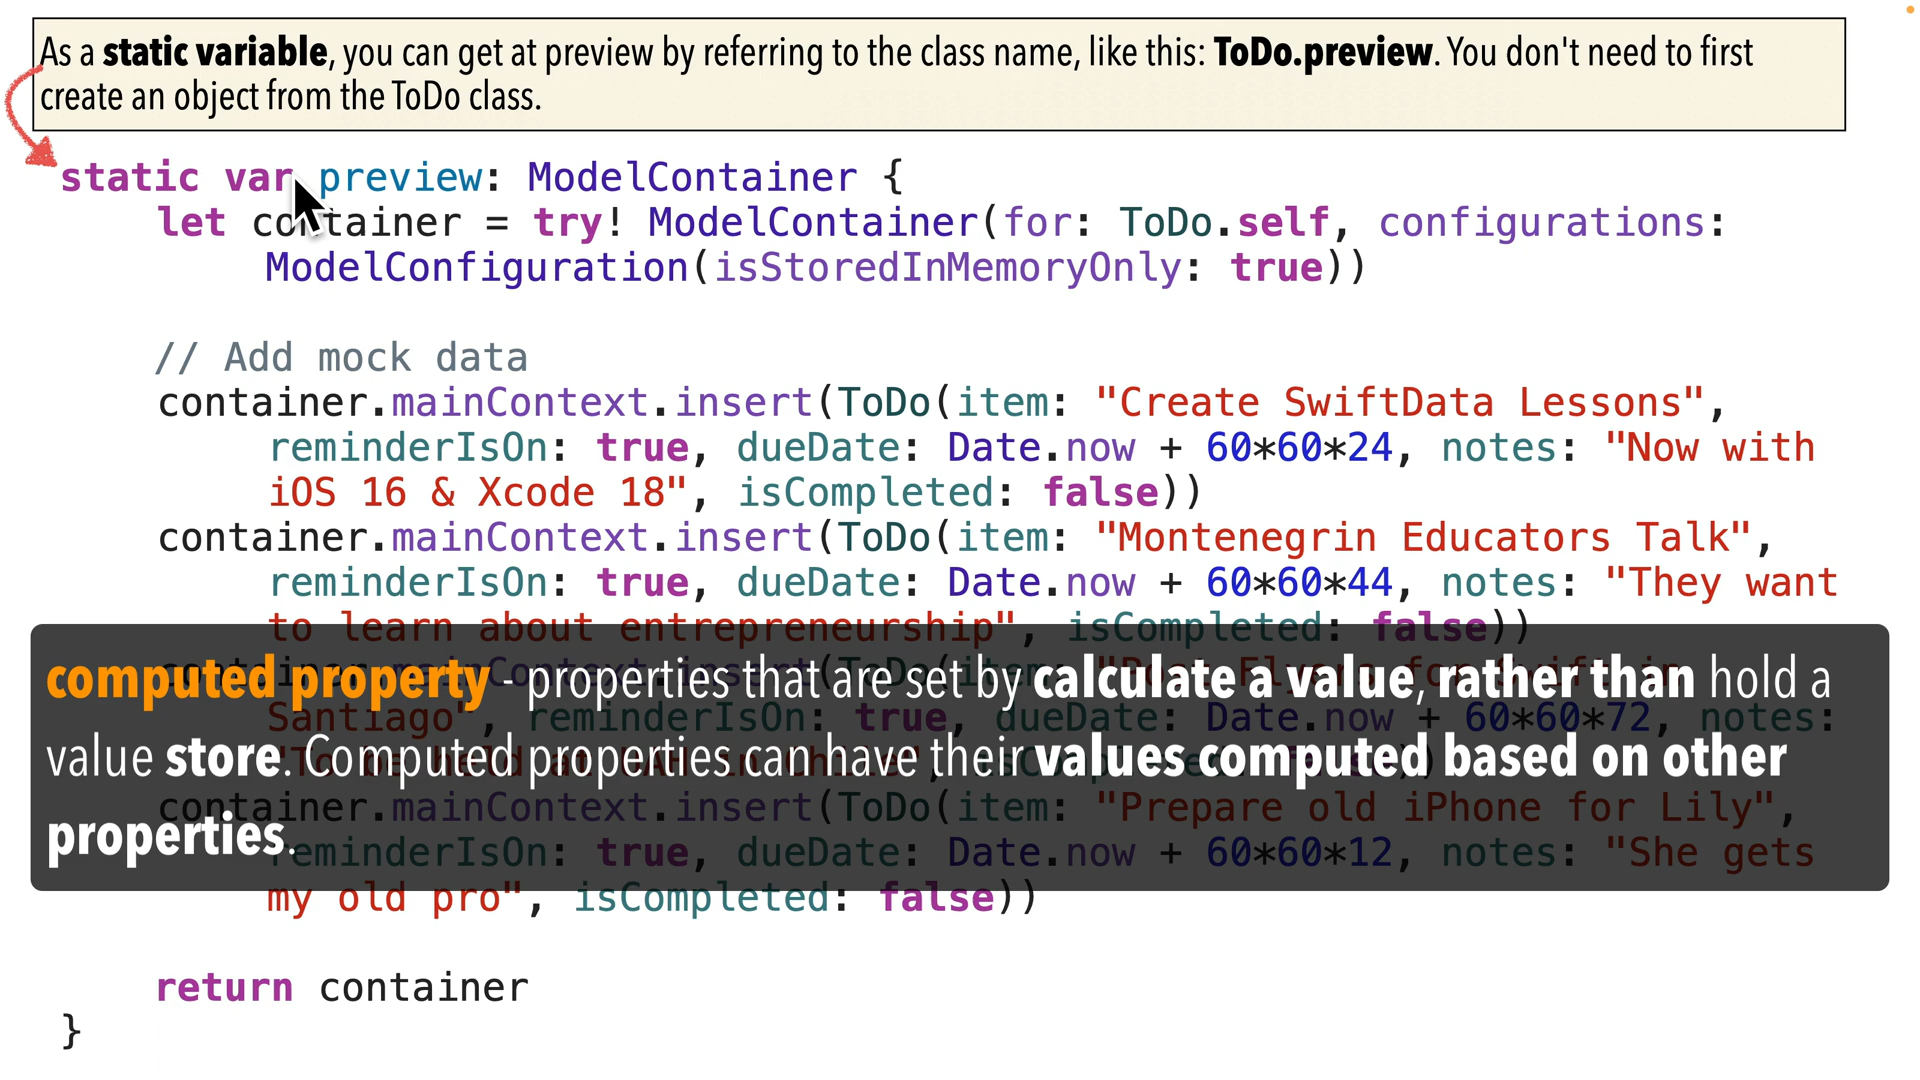 As a static variable, you can get at preview by referring to the class name, like this: ToDo.preview. You don't need to first
create an object from the ToDo class.
static var preview: ModelContainer {
let container = try! ModelContainer(for: ToDo.self, configurations:
ModelConfiguration(isStoredInMemoryOnly: true))
// Add mock data
container.mainContext.insert(ToDo(item: "Create SwiftData Lessons",
reminderIsOn: true, dueDate: Date.now + 60*60*24, notes: "Now with
iOS 16 & Xcode 18", isCompleted: false))
container.mainContext.insert(ToDo(item: "Montenegrin Educators Talk",
reminderIsOn: true, dueDate: Date.now + 60*60*44, notes: "They want
to learn about entrepreneurship", isCompleted: false))
computed property - properties that are set by calculate a value, rather than hold a
Santiago", reminderIsOn: true, dueDate: Date.now + 60*60*72, notes:
value store. Computed properties can have their values computed based on other
container.mainContext.insert(ToDo(item: "Prepare old iPhone for Lily",
properties.
reminderIsOn: true, dueDate: Date.now + 60*60*12, notes: "She gets
my old pro", isCompleted: false))
return container
}